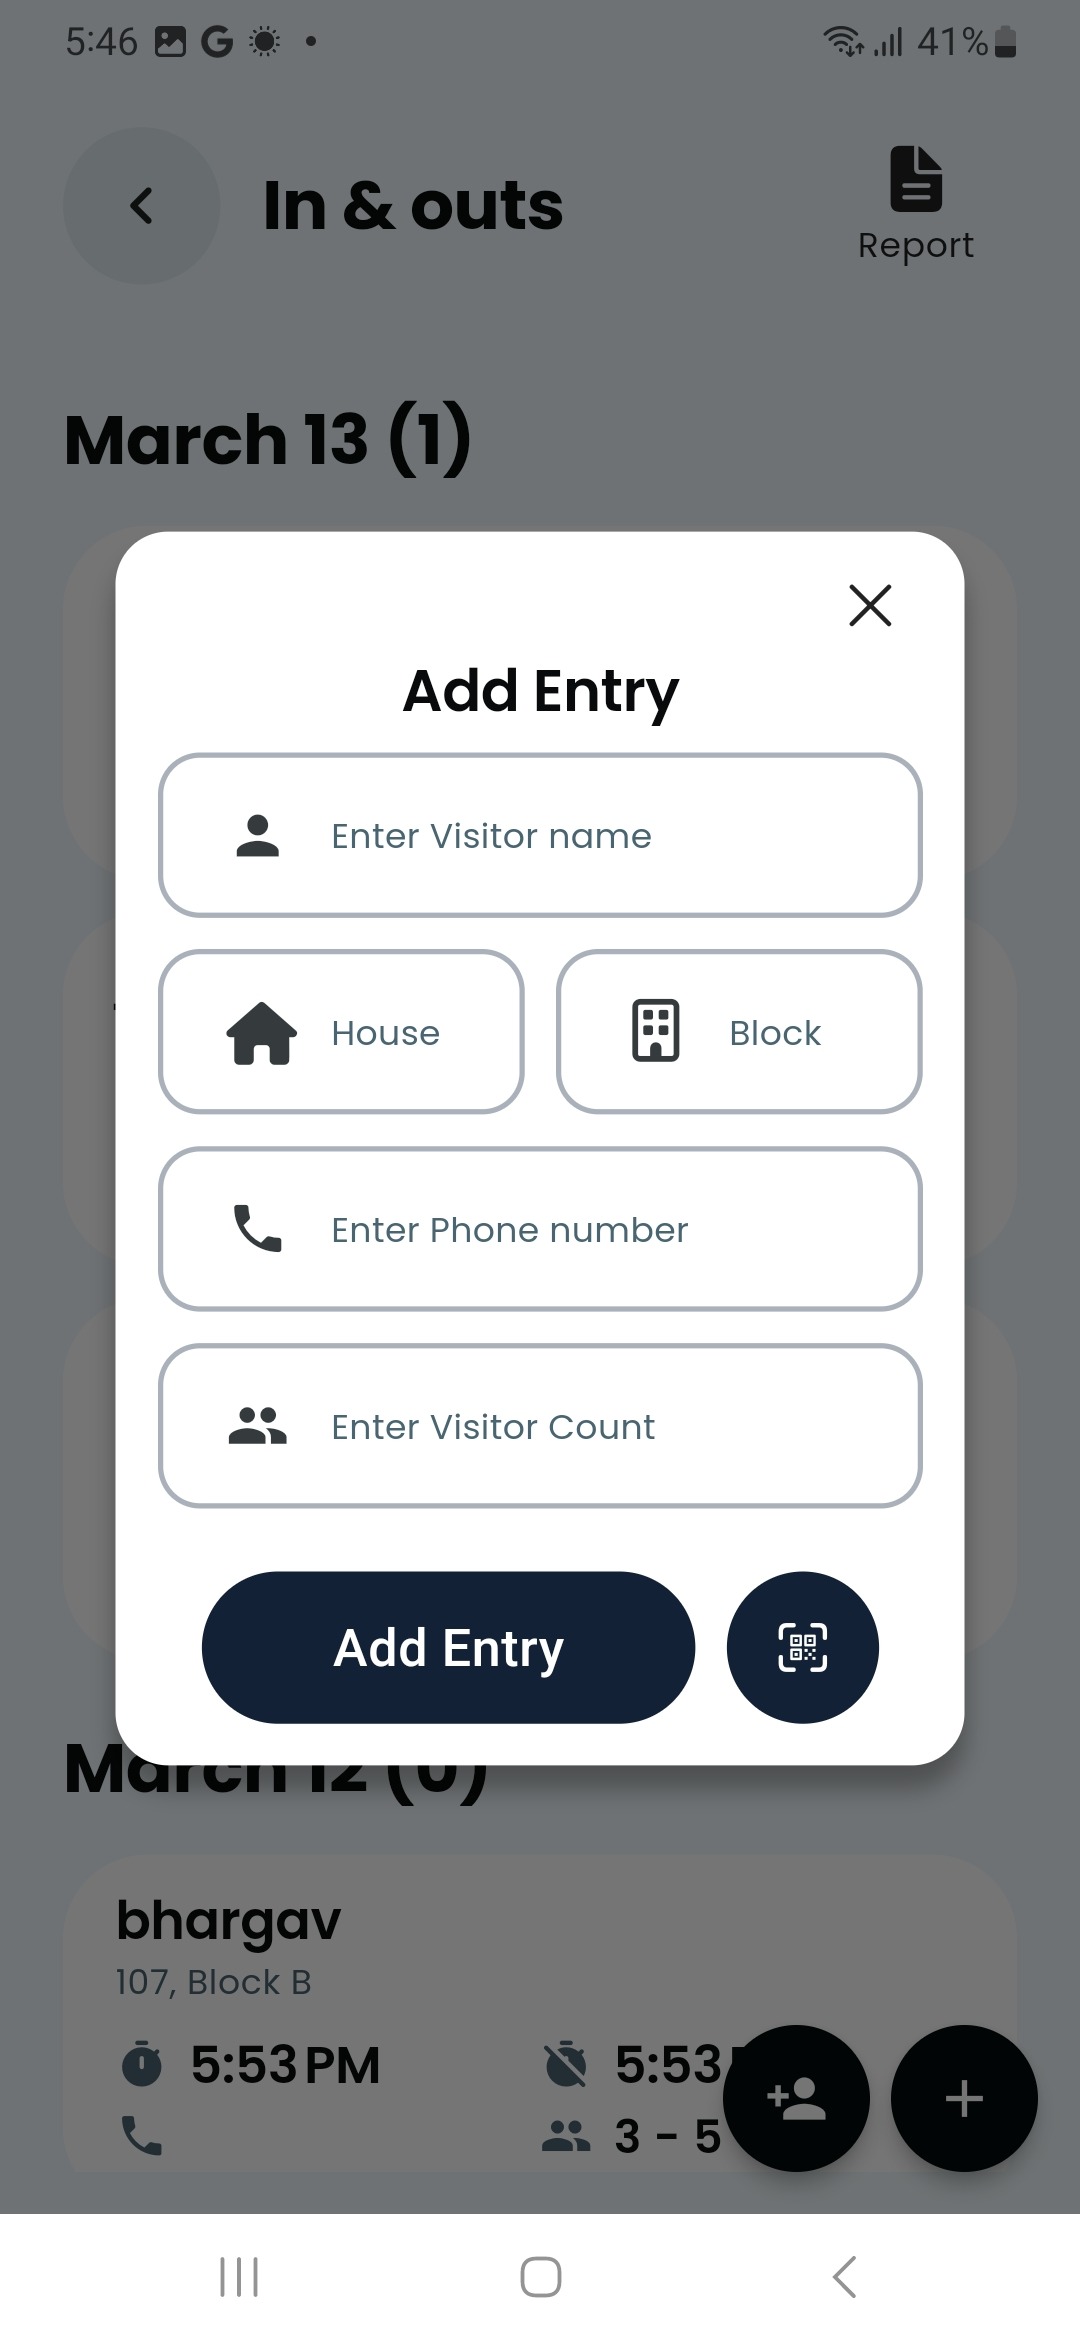 5:46 G 41%
In & outs
Report
March 13 (1)
Add Entry
Enter Visitor name
House Block
Enter Phone number
Enter Visitor Count
Add Entry
March 12 (0)
bhargav
107, Block B
5:53 PM 5:53
3 - 5